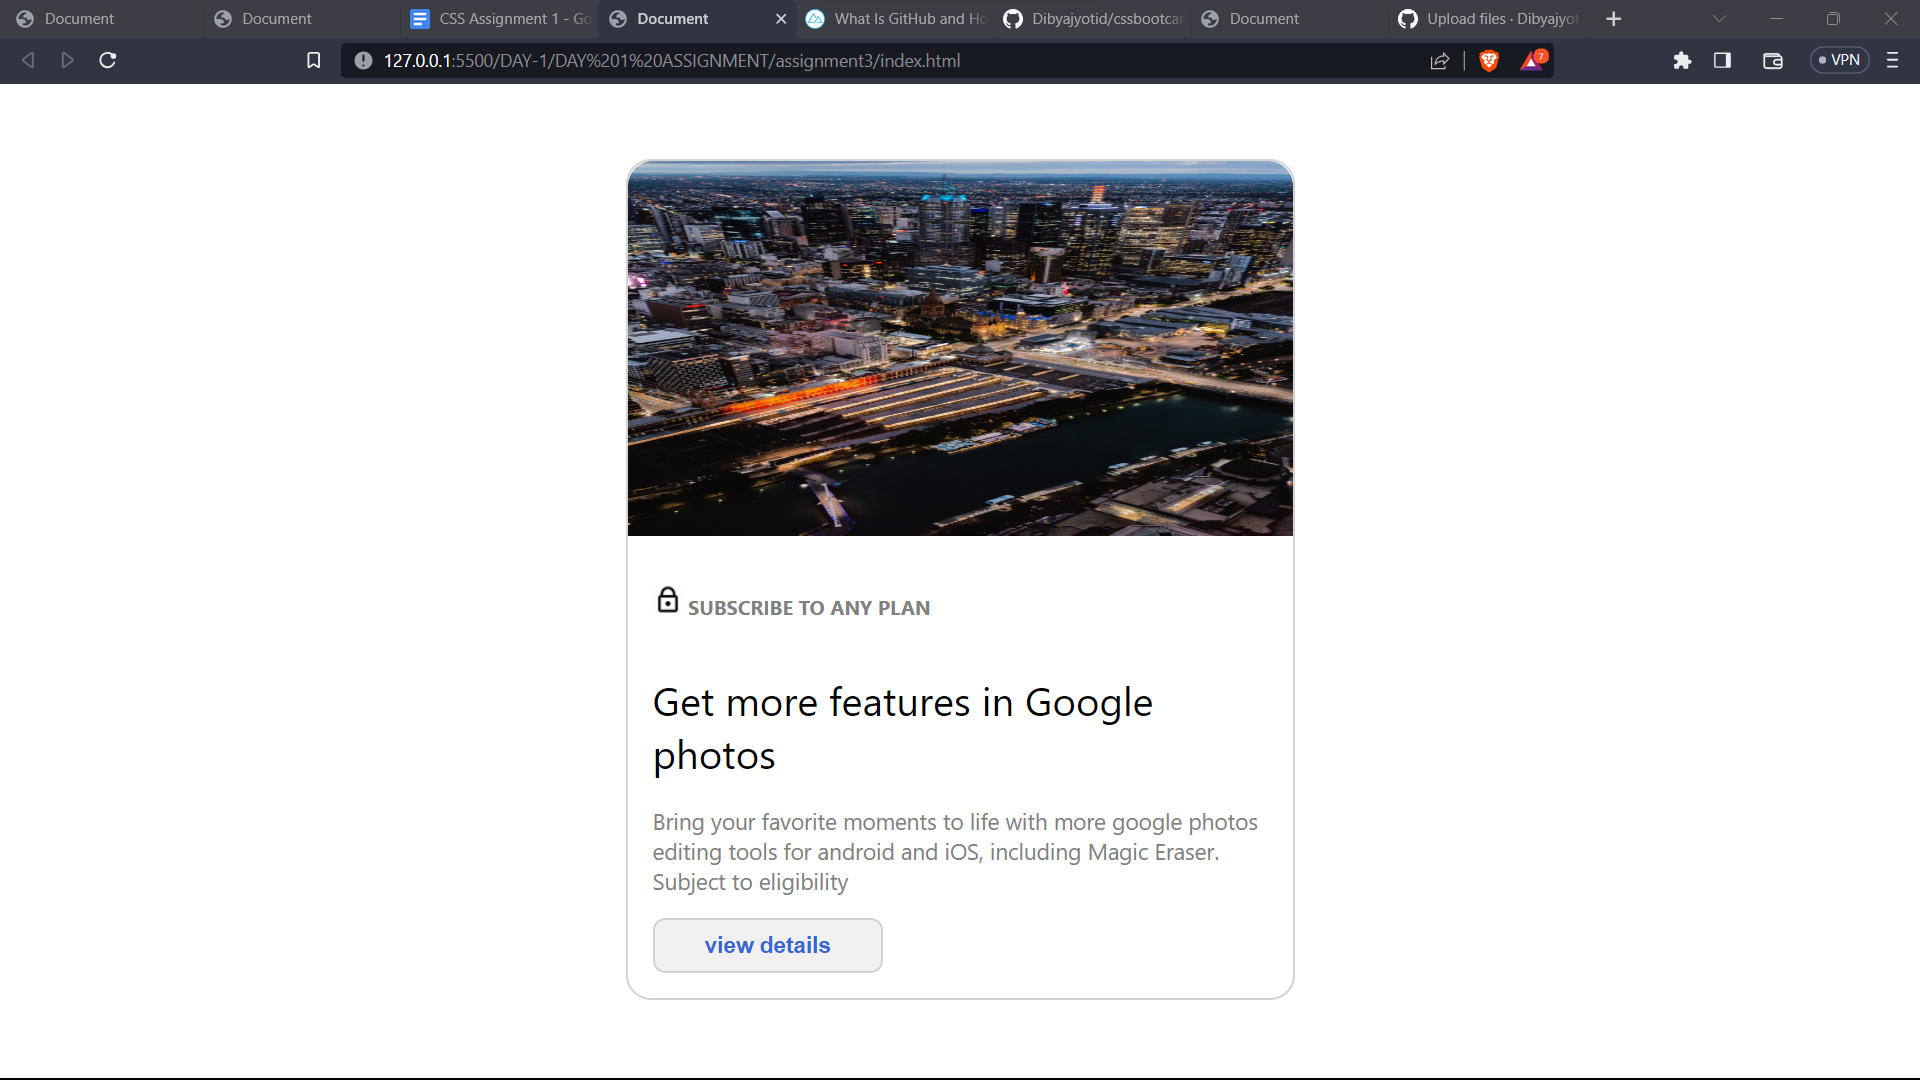 Document
Document
CSS Assignment 1 - Go
Document
What Is GitHub and Ho
Dibyajyotid/cssbootcam
Document
Upload files · Dibyajyot
127.0.0.1:5500/DAY-1/DAY%201%20ASSIGNMENT/assignment3/index.html
7
VPN
SUBSCRIBE TO ANY PLAN
Get more features in Google
photos
Bring your favorite moments to life with more google photos
editing tools for android and iOS, including Magic Eraser.
Subject to eligibility
view details